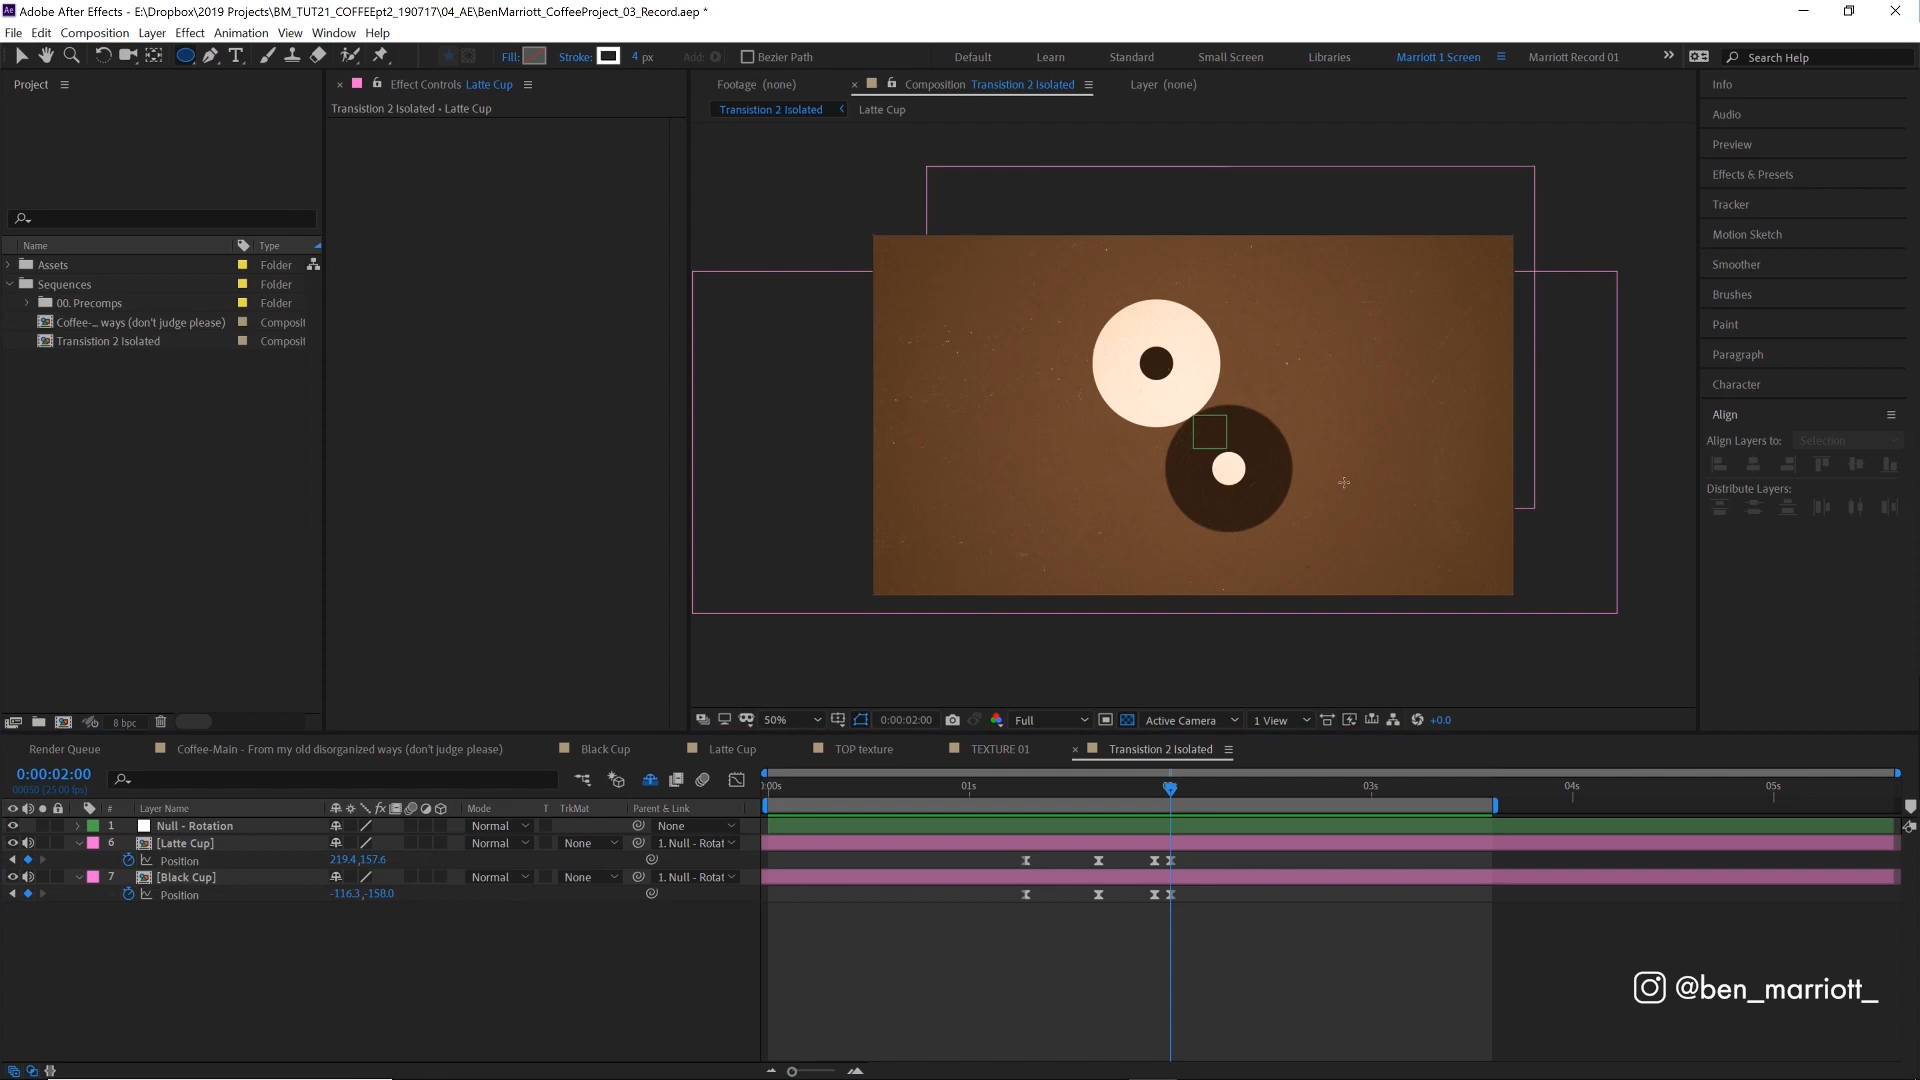 Adobe After Effects - E:\Dropbox\2019 Projects\BM_TUT21_COFFEEpt2_190717\04_AE\BenMarriott_CoffeeProject_03_Record.aep *
File Edit Composition Layer Effect Animation View Window Help
Fill: Stroke: 4 px Add: Bezier Path Default Learn Standard Small Screen Libraries Marriott 1 Screen Marriott Record 01 Search Help
Project
Effect Controls Latte Cup
Transistion 2 Isolated • Latte Cup
Footage (none) Composition Transistion 2 Isolated Layer (none)
Transistion 2 Isolated Latte Cup
Name Type
Assets Folder
Sequences Folder
00. Precomps Folder
Coffee-... ways (don't judge please) Composit
Transistion 2 Isolated Composit
Info
Audio
Preview
Effects & Presets
Tracker
Motion Sketch
Smoother
Brushes
Paint
Paragraph
Character
Align
Align Layers to: Selection
Distribute Layers:
8 bpc
50% 0:00:02:00 Full Active Camera 1 View +0.0
Render Queue Coffee-Main - From my old disorganized ways (don't judge please) Black Cup Latte Cup TOP texture TEXTURE 01 Transistion 2 Isolated
0:00:02:00
00050 (25.00 fps)
:00s 01s 03s 04s 05s
# Layer Name Mode T TrkMat Parent & Link
1 Null - Rotation Normal None
6 [Latte Cup] Normal None 1. Null - Rotat
Position 219.4,157.6
7 [Black Cup] Normal None 1. Null - Rotat
Position -116.3,-158.0
@ben_marriott_